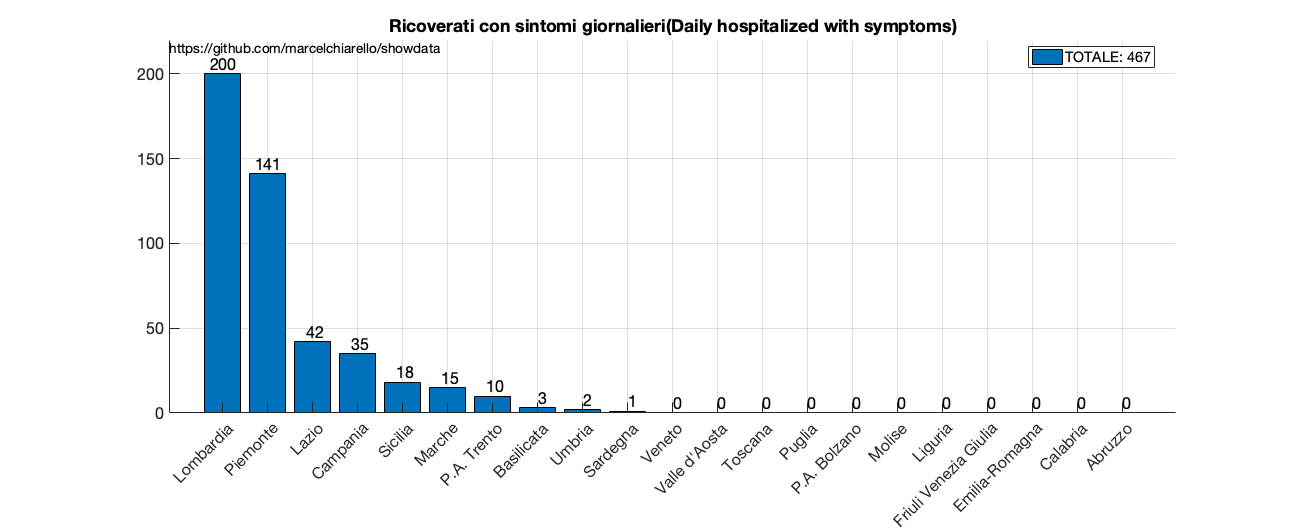 Ricoverati con sintomi giornalieri(Daily hospitalized with symptoms)
https://github.com/marcelchiarello/showdata
TOTALE: 467
200
150
100
50
0
200
141
42
35
18
15
10
3
2
1
0
0
0
0
0
0
0
0
0
0
0
Lombardia
Piemonte
Lazio
Campania
Sicilia
Marche
P.A. Trento
Basilicata
Umbria
Sardegna
Veneto
Valle d'Aosta
Toscana
Puglia
P.A. Bolzano
Molise
Liguria
Friuli Venezia Giulia
Emilia-Romagna
Calabria
Abruzzo